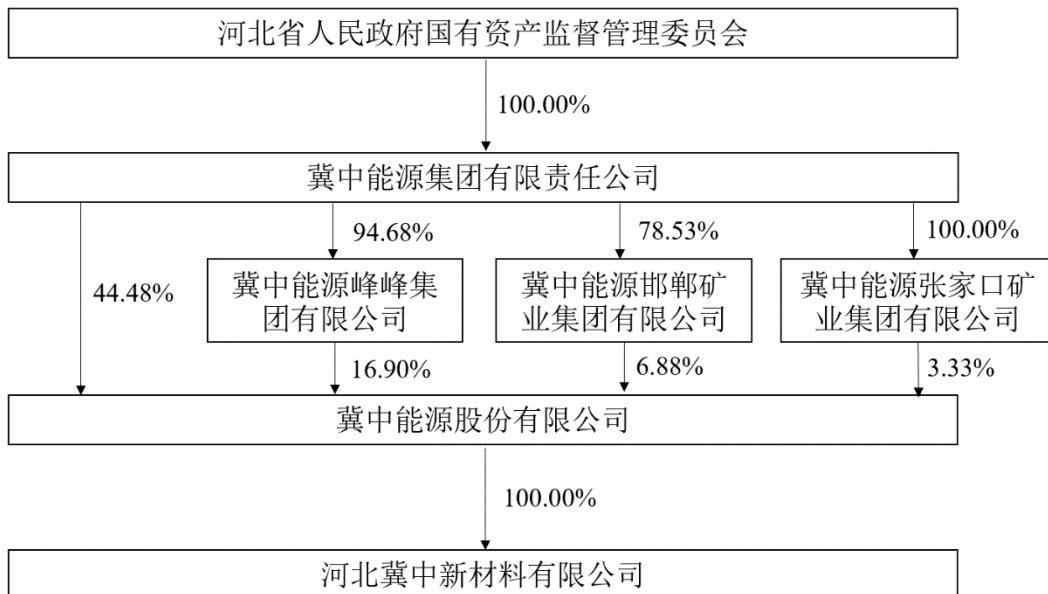 河北省人民政府国有资产监督管理委员会
100.00%
冀中能源集团有限责任公司
94.68%
78.53%
100.00%
44.48%
冀中能源峰峰集
团有限公司
冀中能源邯郸矿
业集团有限公司
冀中能源张家口矿
业集团有限公司
16.90%
6.88%
3.33%
冀中能源股份有限公司
100.00%
河北冀中新材料有限公司